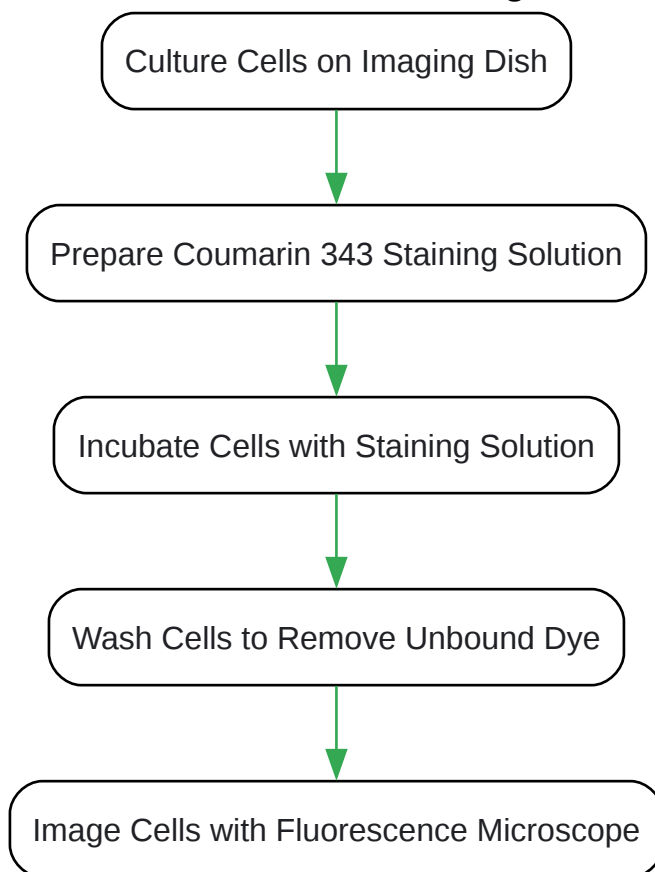 Culture Cells on Imaging Dish
Prepare Coumarin 343 Staining Solution
Incubate Cells with Staining Solution
Wash Cells to Remove Unbound Dye
Image Cells with Fluorescence Microscope